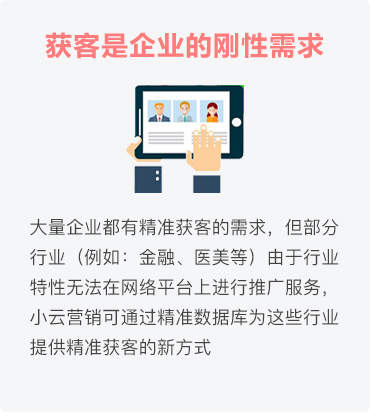 获客是企业的刚性需求
大量企业都有精准获客的需求，但部分
行业（例如：金融、医美等）由于行业
特性无法在网络平台上进行推广服务，
小云营销可通过精准数据库为这些行业
提供精准获客的新方式